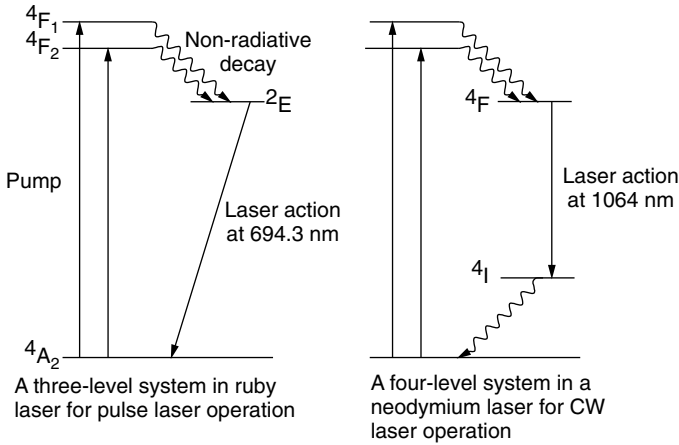 4F1
4F2
Non-radiative
decay
2E
Pump
Laser action
at 694.3 nm
4A2
A three-level system in ruby
laser for pulse laser operation
4F
Laser action
at 1064 nm
4I
A four-level system in a
neodymium laser for CW
laser operation